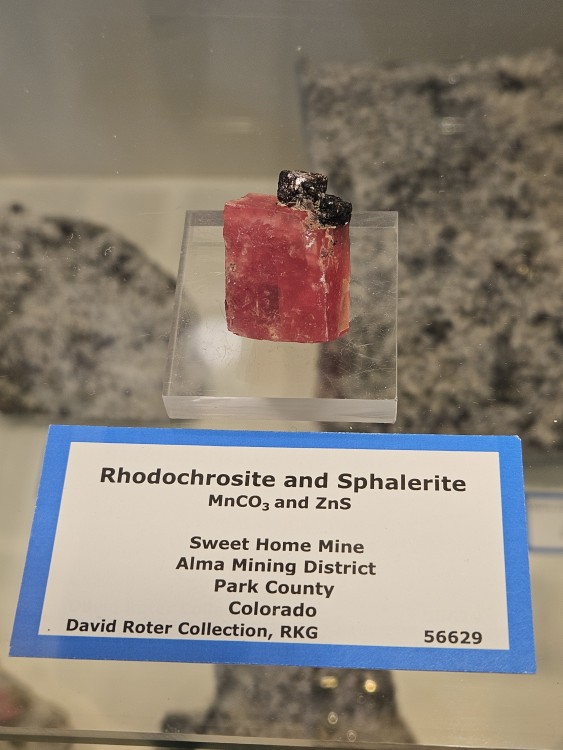 Rhodochrosite and Sphalerite
MnCO₃ and ZnS
Sweet Home Mine
Alma Mining District
Park County
Colorado
David Roter Collection, RKG 56629